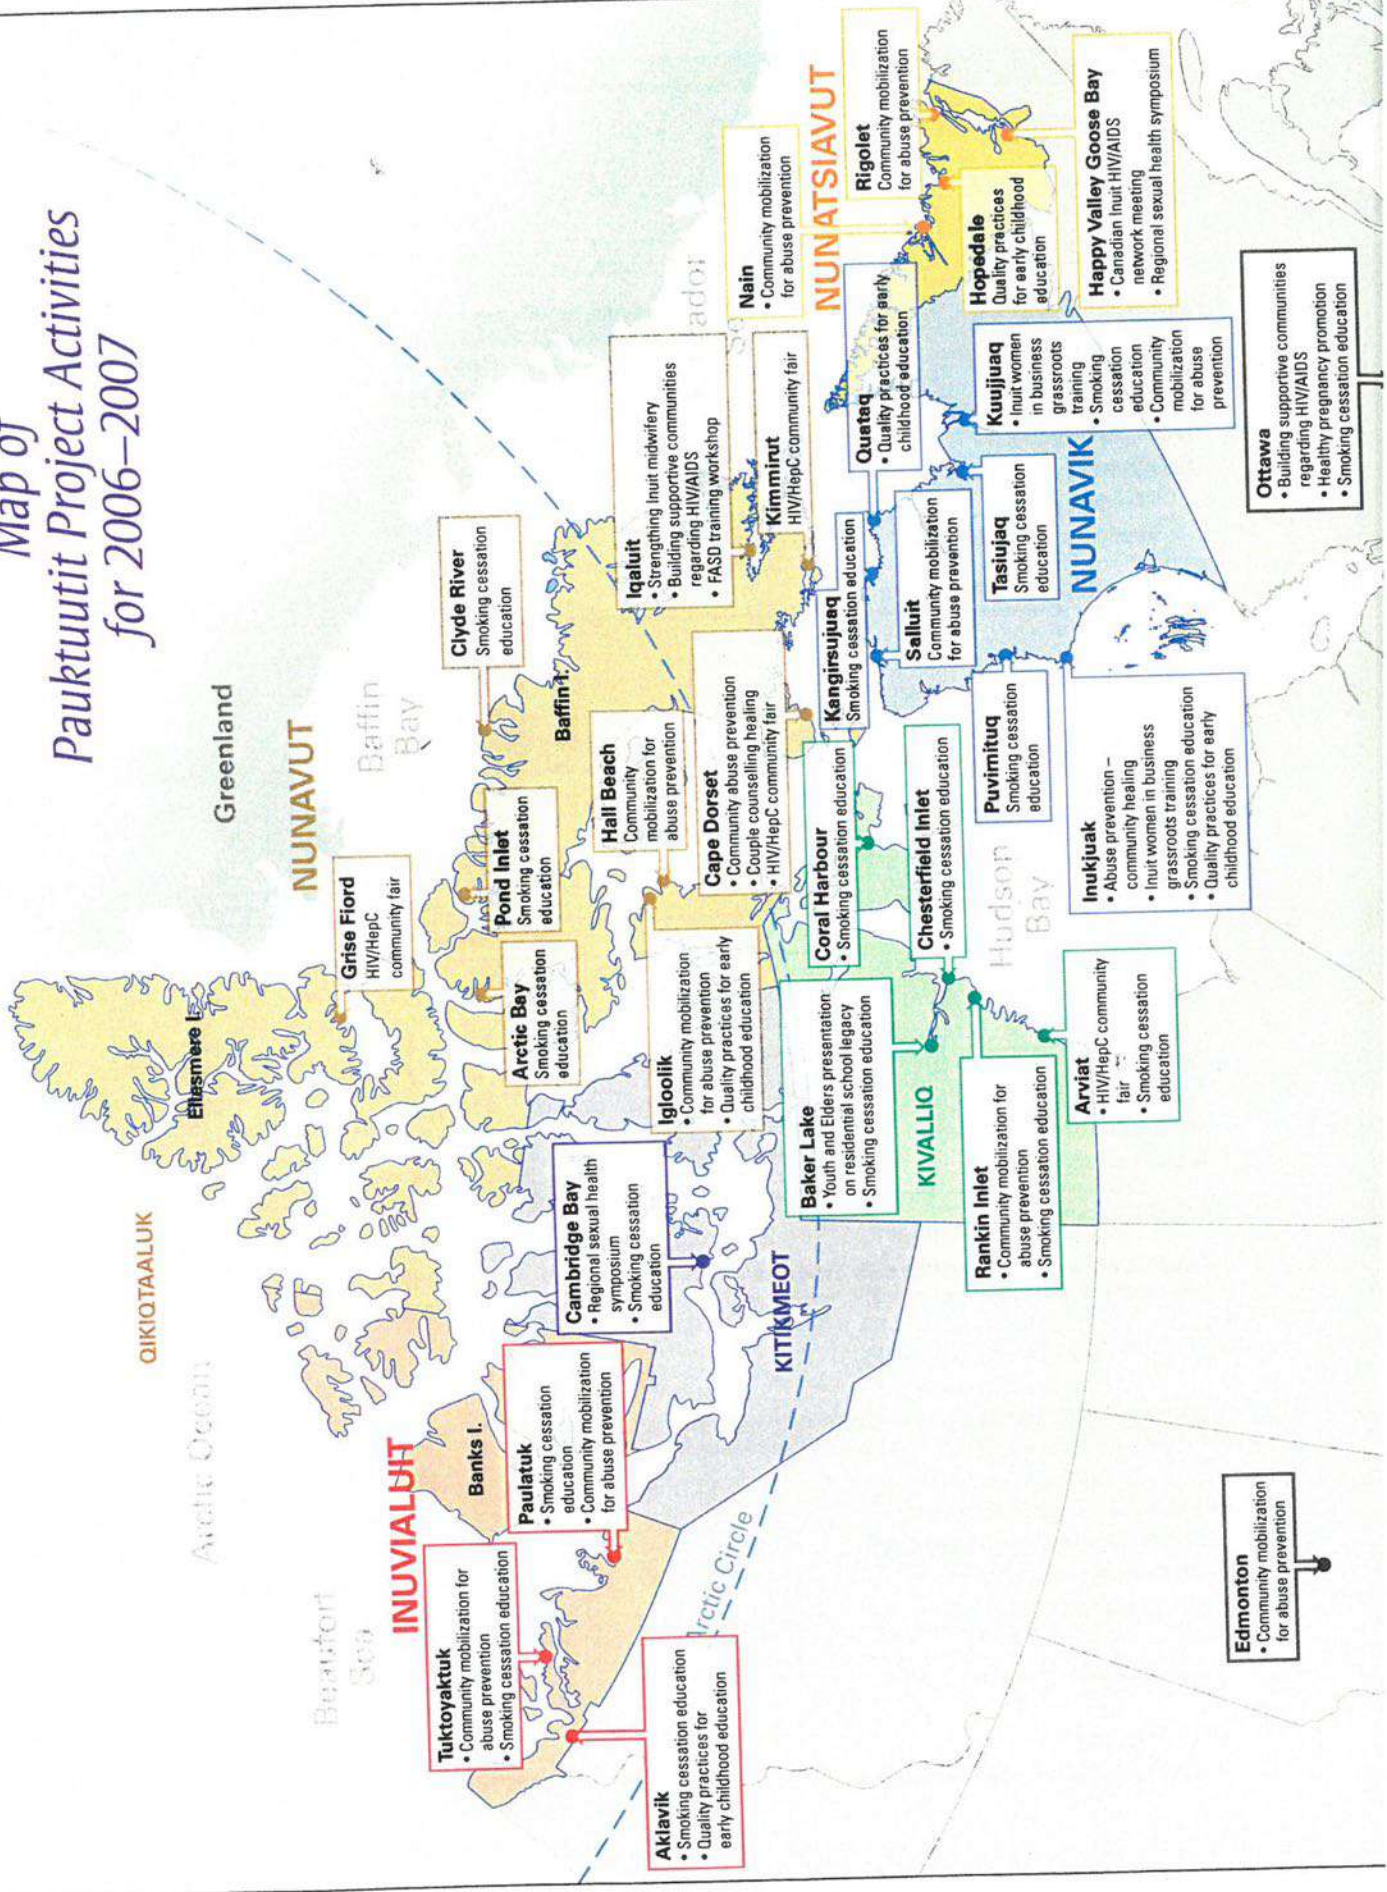 Map of
Pauktuutit Project Activities
for 2006–2007
Greenland
NUNAVUT
Baffin
Bay
QIKIQTAALUK
Arctic Ocean
Beaufort
Sea
INUVIALUIT
Ellesmere I.
Banks I.
Baffin I.
Grise Fiord
HIV/HepC
community fair
Clyde River
Smoking cessation
education
Pond Inlet
Smoking cessation
education
Arctic Bay
Smoking cessation
education
Hall Beach
Community
mobilization for
abuse prevention
Igloolik
• Community mobilization
for abuse prevention
• Quality practices for early
childhood education
Iqaluit
• Strengthing Inuit midwifery
• Building supportive communities
regarding HIV/AIDS
• FASD training workshop
Kimmirut
HIV/HepC community fair
Cape Dorset
• Community abuse prevention
• Couple counselling healing
• HIV/HepC community fair
Tuktoyaktuk
• Community mobilization for
abuse prevention
• Smoking cessation education
Paulatuk
• Smoking cessation
education
• Community mobilization
for abuse prevention
Aklavik
• Smoking cessation education
• Quality practices for
early childhood education
Arctic Circle
Cambridge Bay
• Regional sexual health
symposium
• Smoking cessation
education
KITIKMEOT
Baker Lake
• Youth and Elders presentation
on residential school legacy
• Smoking cessation education
KIVALLIQ
Coral Harbour
• Smoking cessation education
Chesterfield Inlet
• Smoking cessation education
Rankin Inlet
• Community mobilization for
abuse prevention
• Smoking cessation education
Arviat
• HIV/HepC community
fair
• Smoking cessation
education
Hudson
Bay
Kangirsujuaq
Smoking cessation education
Salluit
Community mobilization
for abuse prevention
Quataq
• Quality practices for early
childhood education
Puvirnituq
Smoking cessation
education
Tasiujaq
Smoking cessation
education
NUNAVIK
Inukjuak
• Abuse prevention –
community healing
• Inuit women in business
grassroots training
• Smoking cessation education
• Quality practices for early
childhood education
Kuujjuaq
• Inuit women
in business
grassroots
training
• Smoking
cessation
education
• Community
mobilization
for abuse
prevention
ador
NUNATSIAVUT
Nain
• Community mobilization
for abuse prevention
Rigolet
Community mobilization
for abuse prevention
Hopedale
Quality practices
for early childhood
education
Happy Valley Goose Bay
• Canadian Inuit HIV/AIDS
network meeting
• Regional sexual health symposium
Ottawa
• Building supportive communities
regarding HIV/AIDS
• Healthy pregnancy promotion
• Smoking cessation education
Edmonton
• Community mobilization
for abuse prevention